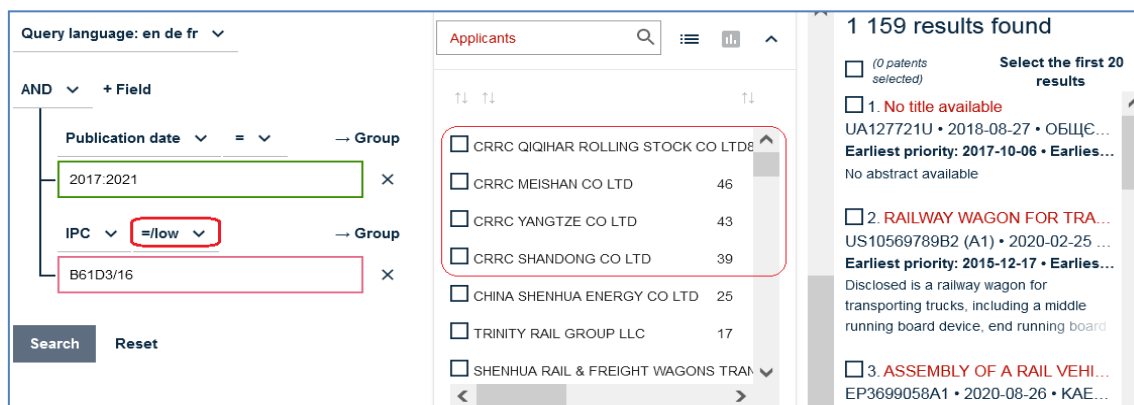 Query language: en de fr
AND + Field
Publication date = → Group
2017:2021
IPC =/low → Group
B61D3/16
Search Reset
Applicants
CRRC QIQIHAR ROLLING STOCK CO LTD8
CRRC MEISHAN CO LTD 46
CRRC YANGTZE CO LTD 43
CRRC SHANDONG CO LTD 39
CHINA SHENHUA ENERGY CO LTD 25
TRINITY RAIL GROUP LLC 17
SHENHUA RAIL & FREIGHT WAGONS TRAN
1 159 results found
(0 patents selected)
Select the first 20 results
1. No title available
UA127721U • 2018-08-27 • ОБЩЄ...
Earliest priority: 2017-10-06 • Earlies...
No abstract available
2. RAILWAY WAGON FOR TRA...
US10569789B2 (A1) • 2020-02-25 ...
Earliest priority: 2015-12-17 • Earlies...
Disclosed is a railway wagon for
transporting trucks, including a middle
running board device, end running board
3. ASSEMBLY OF A RAIL VEHI...
EP3699058A1 • 2020-08-26 • KAE...